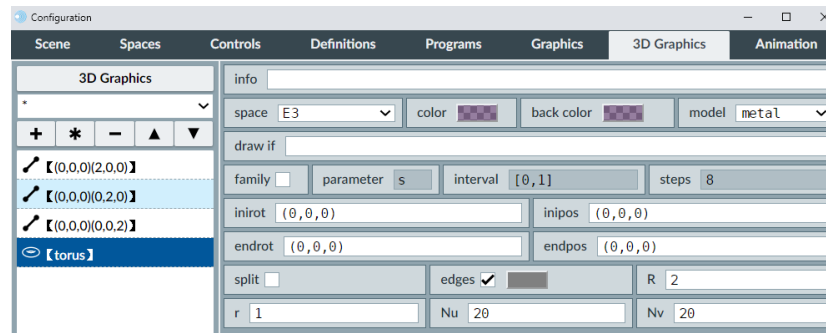 Configuration
Scene Spaces Controls Definitions Programs Graphics 3D Graphics Animation
3D Graphics
*
+ * − ▲ ▼
【(0,0,0)(2,0,0)】
【(0,0,0)(0,2,0)】
【(0,0,0)(0,0,2)】
【torus】
info
space E3 color back color model metal
draw if
family parameter s interval [0,1] steps 8
inirot (0,0,0) inipos (0,0,0)
endrot (0,0,0) endpos (0,0,0)
split edges R 2
r 1 Nu 20 Nv 20